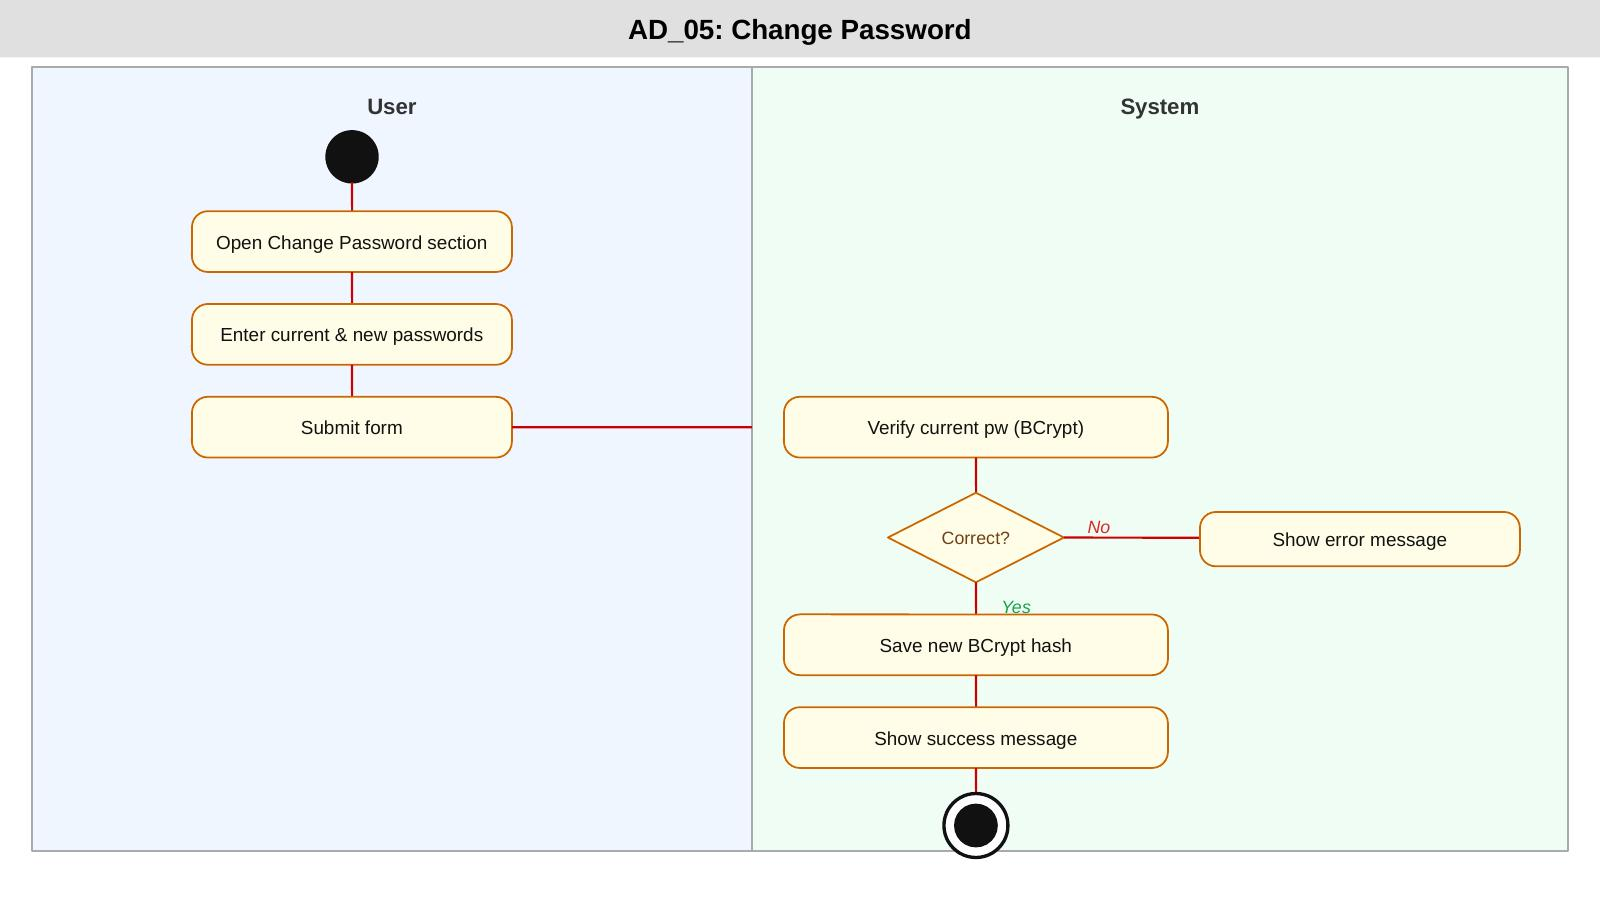 AD_05: Change Password
User
System
Open Change Password section
Enter current & new passwords
Submit form
Verify current pw (BCrypt)
Correct?
No
Show error message
Yes
Save new BCrypt hash
Show success message